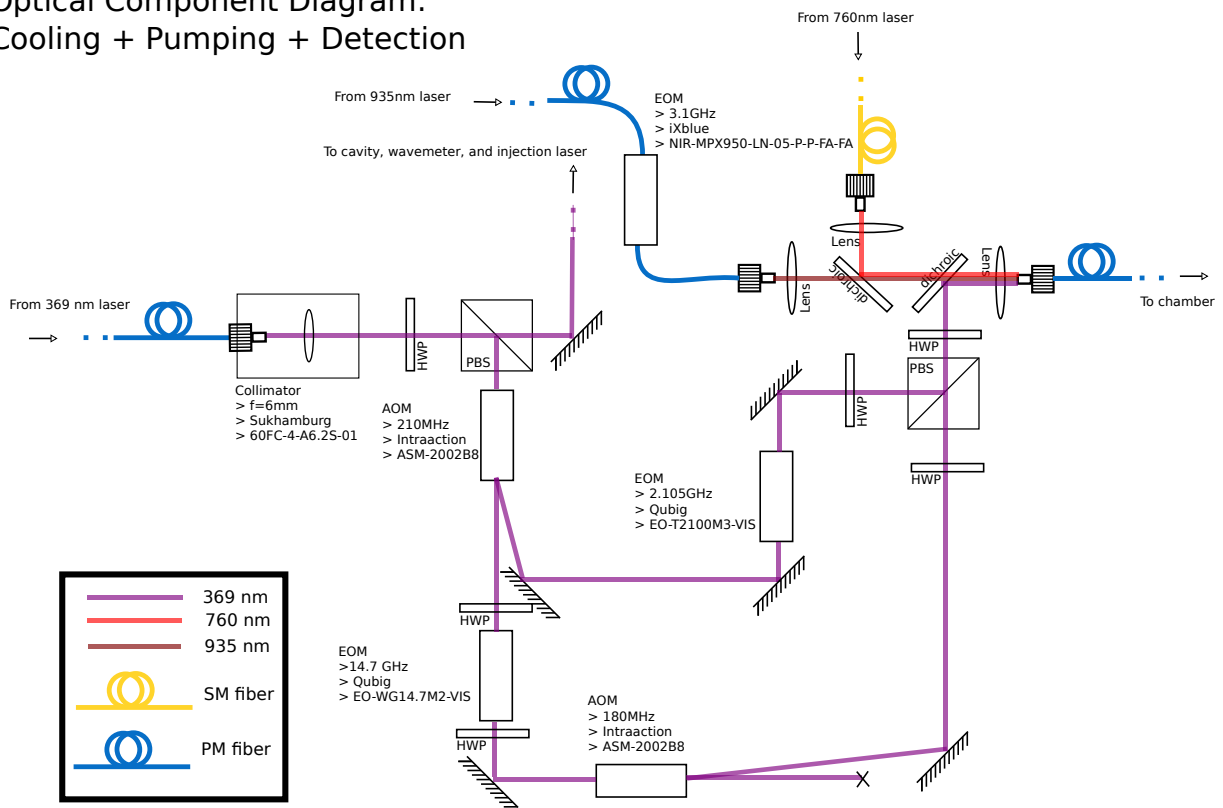 Optical Component Diagram:
Cooling + Pumping + Detection
From 760nm laser
From 935nm laser
EOM
> 3.1GHz
> iXblue
> NIR-MPX950-LN-05-P-P-FA-FA
To cavity, wavemeter, and injection laser
Lens
Lens
dichroic
dichroic
Lens
To chamber
From 369 nm laser
HWP
PBS
HWP
PBS
HWP
HWP
Collimator
> f=6mm
> Sukhamburg
> 60FC-4-A6.2S-01
AOM
> 210MHz
> Intraaction
> ASM-2002B8
EOM
> 2.105GHz
> Qubig
> EO-T2100M3-VIS
HWP
EOM
>14.7 GHz
> Qubig
> EO-WG14.7M2-VIS
HWP
AOM
> 180MHz
> Intraaction
> ASM-2002B8
369 nm
760 nm
935 nm
SM fiber
PM fiber